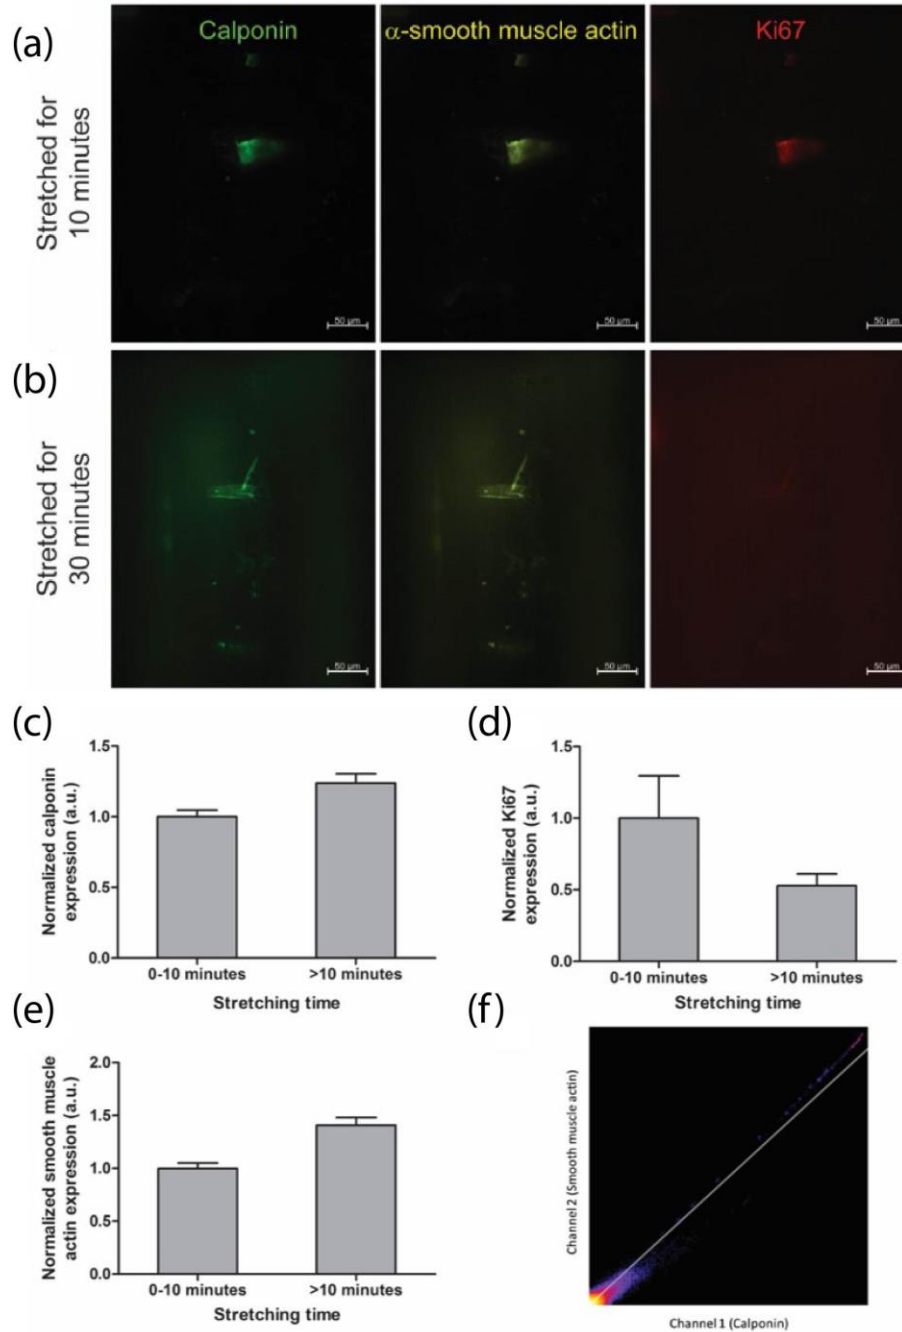 (a)
Calponin
α-smooth muscle actin
Ki67
Stretched for
10 minutes
50 µm
50 µm
50 µm
(b)
Stretched for
30 minutes
50 µm
50 µm
50 µm
(c)
Normalized calponin
expression (a.u.)
1.5
1.0
0.5
0.0
0-10 minutes
>10 minutes
Stretching time
(d)
Normalized Ki67
expression (a.u.)
1.5
1.0
0.5
0.0
0-10 minutes
>10 minutes
Stretching time
(e)
Normalized smooth muscle
actin expression (a.u.)
2.0
1.5
1.0
0.5
0.0
0-10 minutes
>10 minutes
Stretching time
(f)
Channel 2 (Smooth muscle actin)
Channel 1 (Calponin)